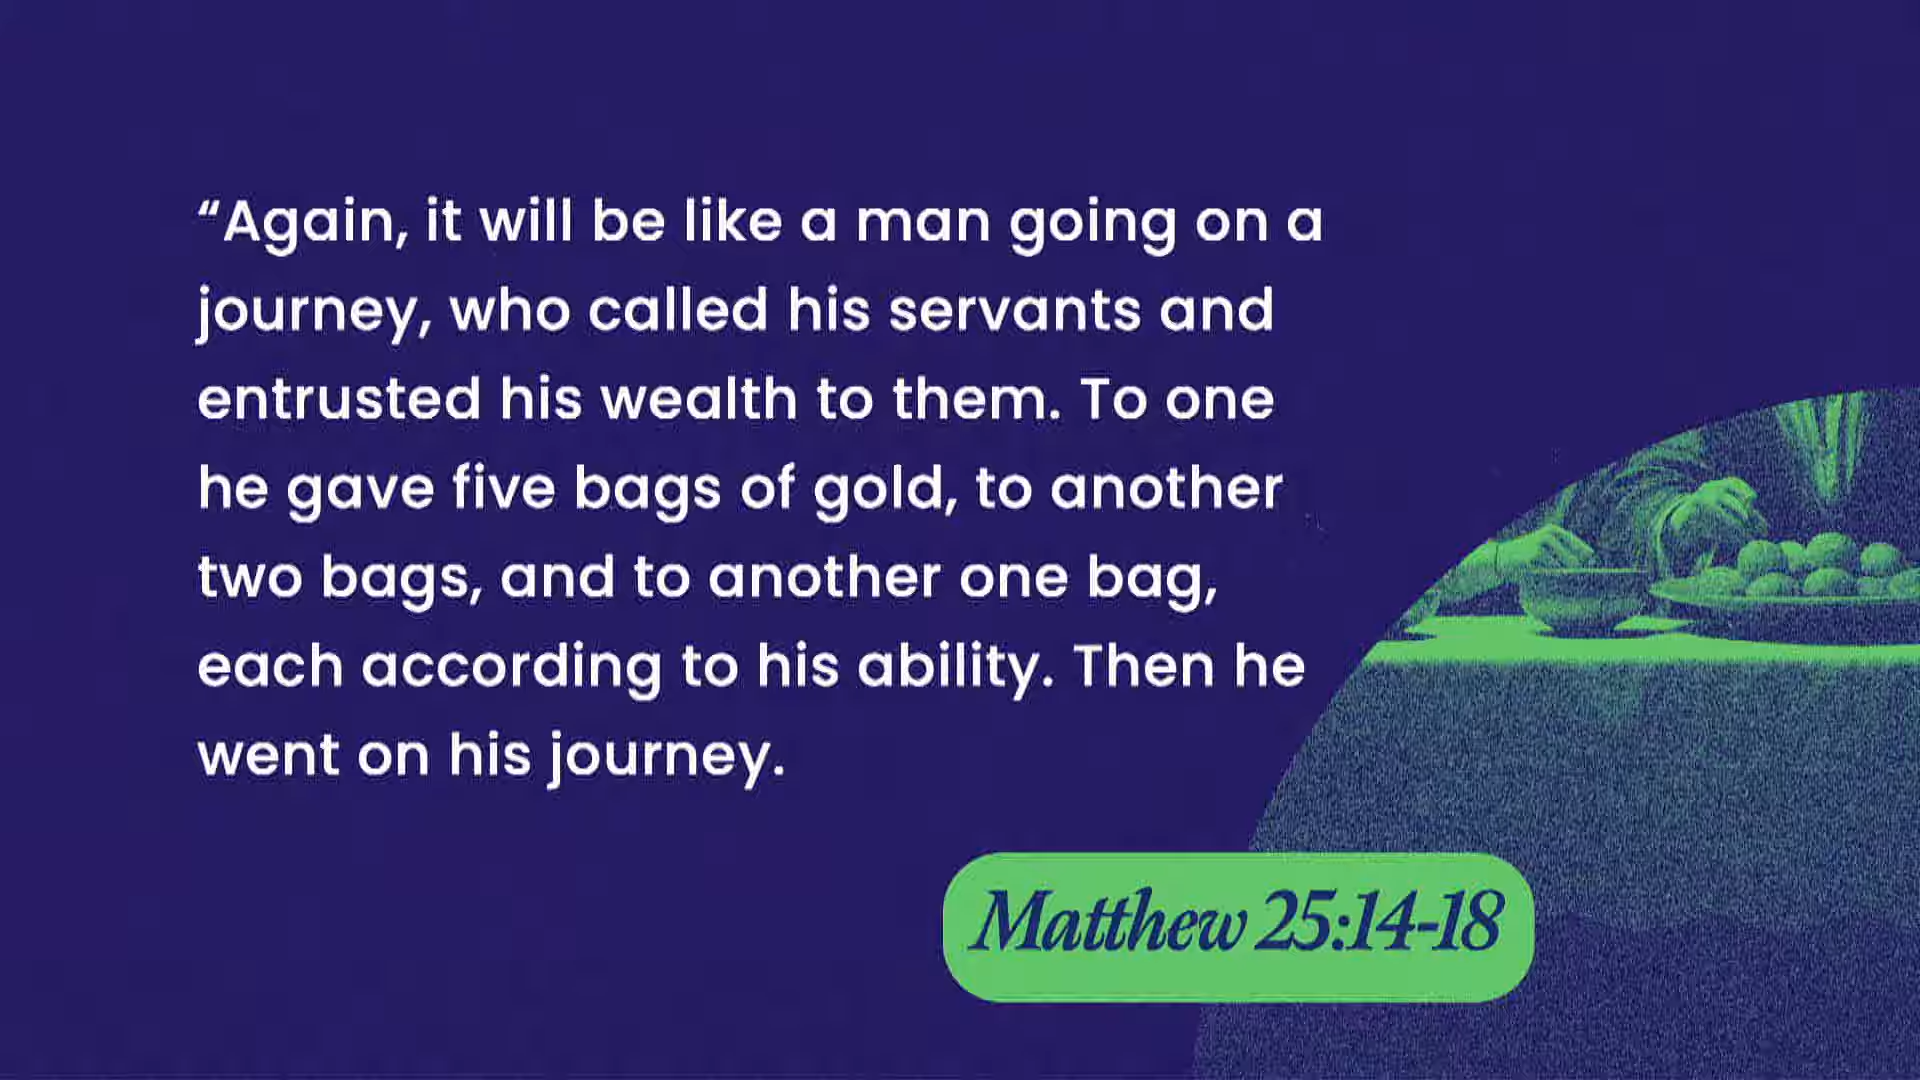 “Again, it will be like a man going on a
journey, who called his servants and
entrusted his wealth to them. To one
he gave five bags of gold, to another
two bags, and to another one bag,
each according to his ability. Then he
went on his journey.
Matthew 25:14-18